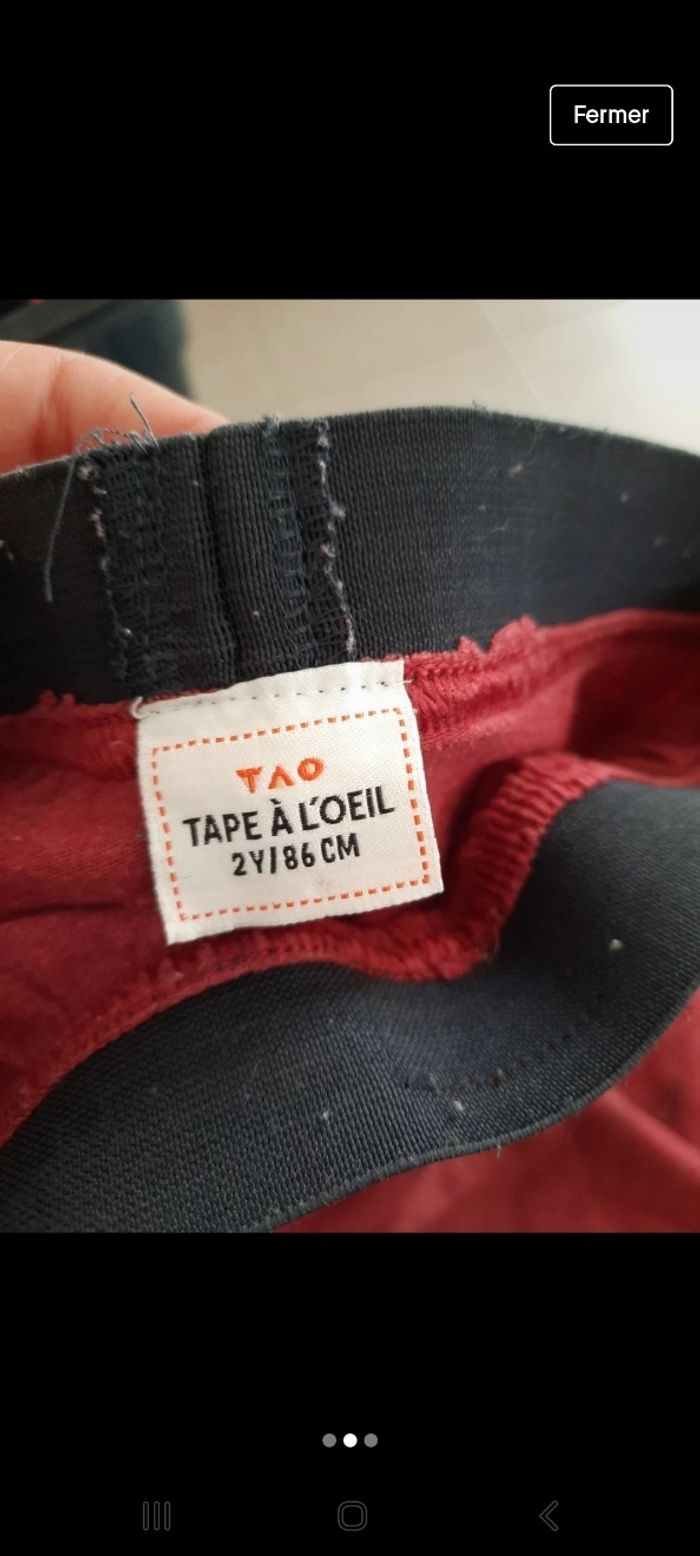 Fermer
TAO
TAPE À L'OEIL
2Y/86 CM